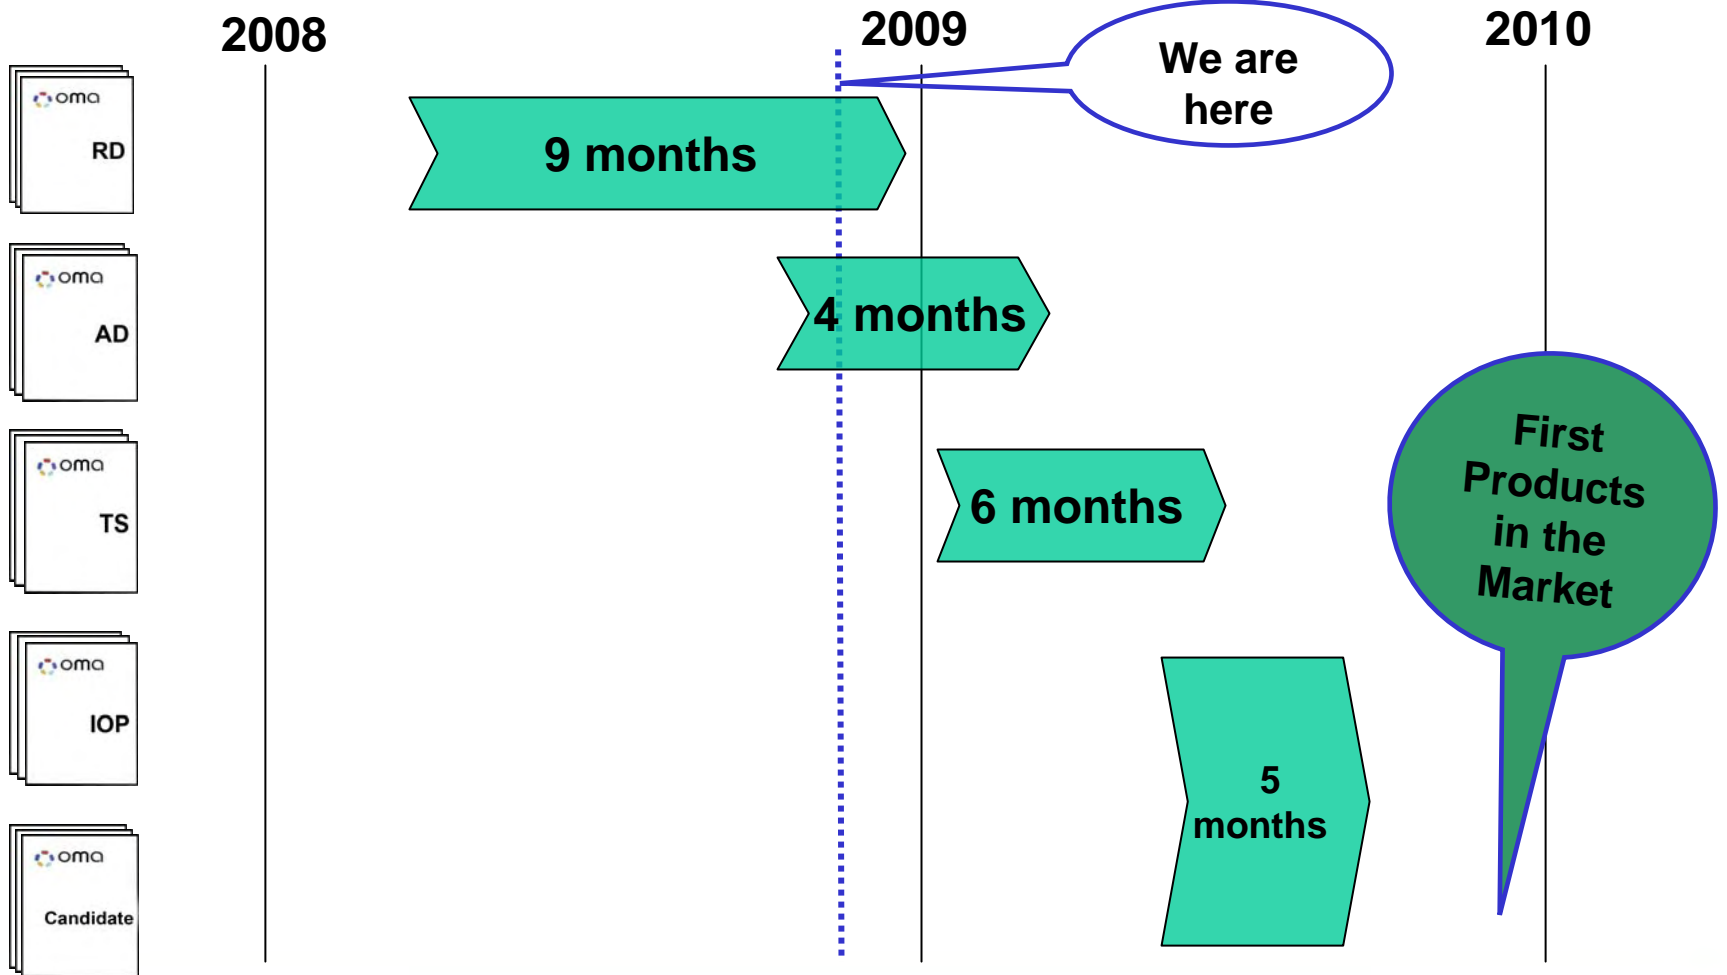 2008
2009
2010
We are
here
oma
RD
9 months
oma
AD
4 months
oma
TS
6 months
First
Products
in the
Market
oma
IOP
5
months
oma
Candidate